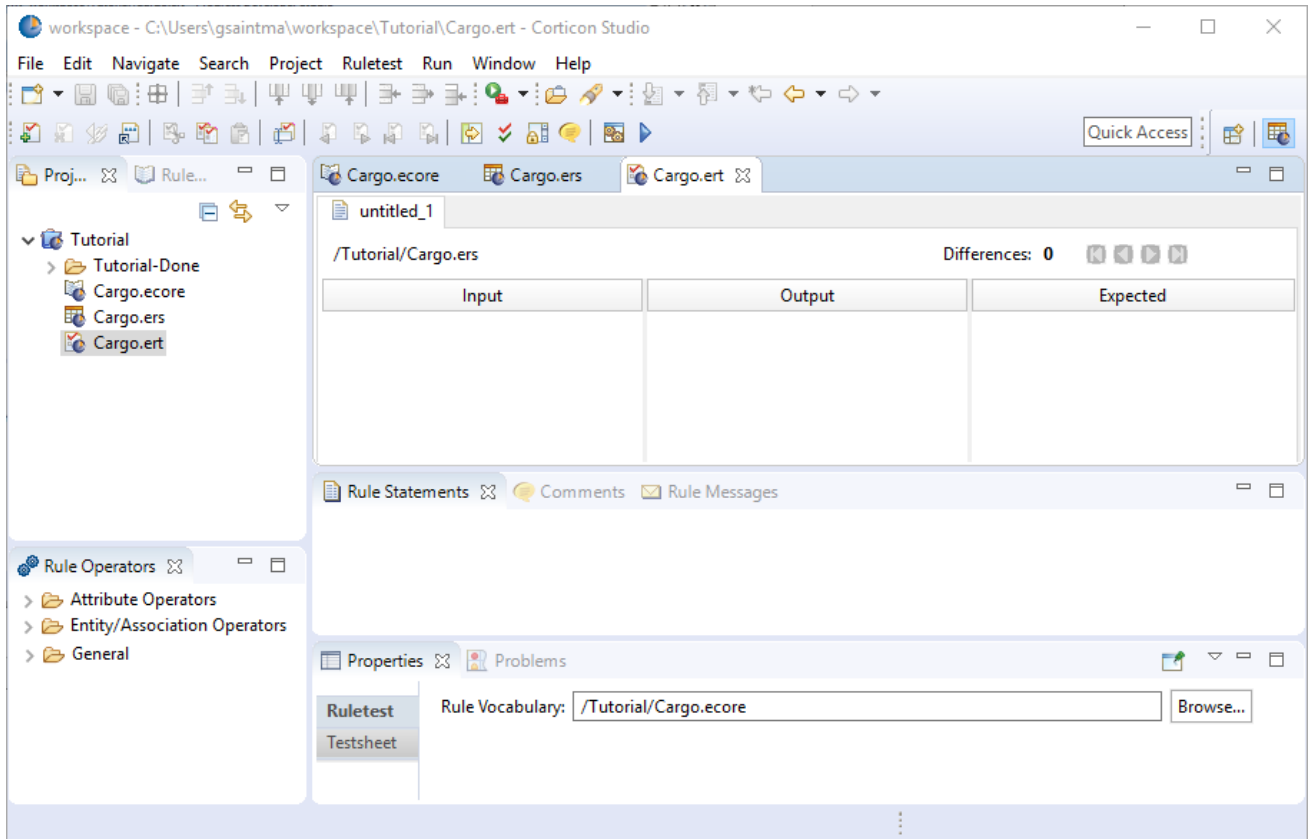 workspace - C:\Users\gsaintma\workspace\Tutorial\Cargo.ert - Corticon Studio
File Edit Navigate Search Project Ruletest Run Window Help
Quick Access
Proj... Rule...
Tutorial
Tutorial-Done
Cargo.ecore
Cargo.ers
Cargo.ert
Rule Operators
Attribute Operators
Entity/Association Operators
General
Cargo.ecore Cargo.ers Cargo.ert
untitled_1
/Tutorial/Cargo.ers Differences: 0
Input Output Expected
Rule Statements Comments Rule Messages
Properties Problems
Ruletest
Testsheet
Rule Vocabulary: /Tutorial/Cargo.ecore Browse...